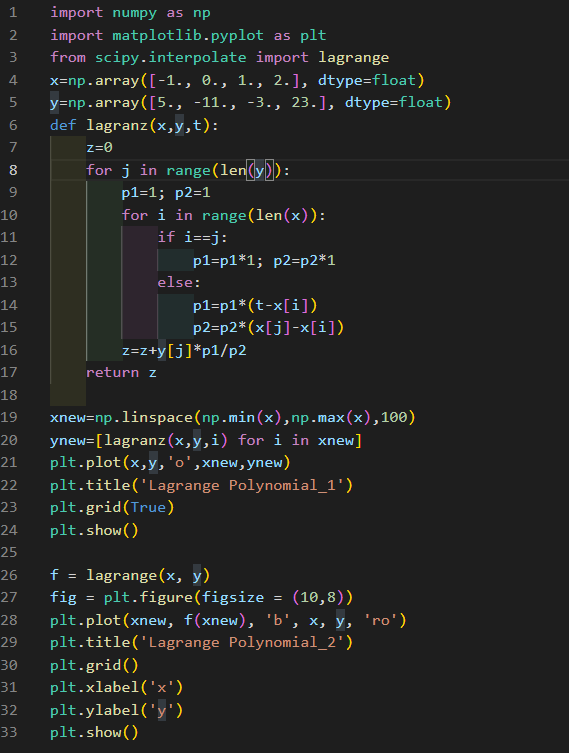 1 import numpy as np
2 import matplotlib.pyplot as plt
3 from scipy.interpolate import lagrange
4 x=np.array([-1., 0., 1., 2.], dtype=float)
5 y=np.array([5., -11., -3., 23.], dtype=float)
6 def lagranz(x,y,t):
7     z=0
8     for j in range(len(y)):
9         p1=1; p2=1
10         for i in range(len(x)):
11             if i==j:
12                 p1=p1*1; p2=p2*1
13             else:
14                 p1=p1*(t-x[i])
15                 p2=p2*(x[j]-x[i])
16         z=z+y[j]*p1/p2
17     return z
18
19 xnew=np.linspace(np.min(x),np.max(x),100)
20 ynew=[lagranz(x,y,i) for i in xnew]
21 plt.plot(x,y,'o',xnew,ynew)
22 plt.title('Lagrange Polynomial_1')
23 plt.grid(True)
24 plt.show()
25
26 f = lagrange(x, y)
27 fig = plt.figure(figsize = (10,8))
28 plt.plot(xnew, f(xnew), 'b', x, y, 'ro')
29 plt.title('Lagrange Polynomial_2')
30 plt.grid()
31 plt.xlabel('x')
32 plt.ylabel('y')
33 plt.show()